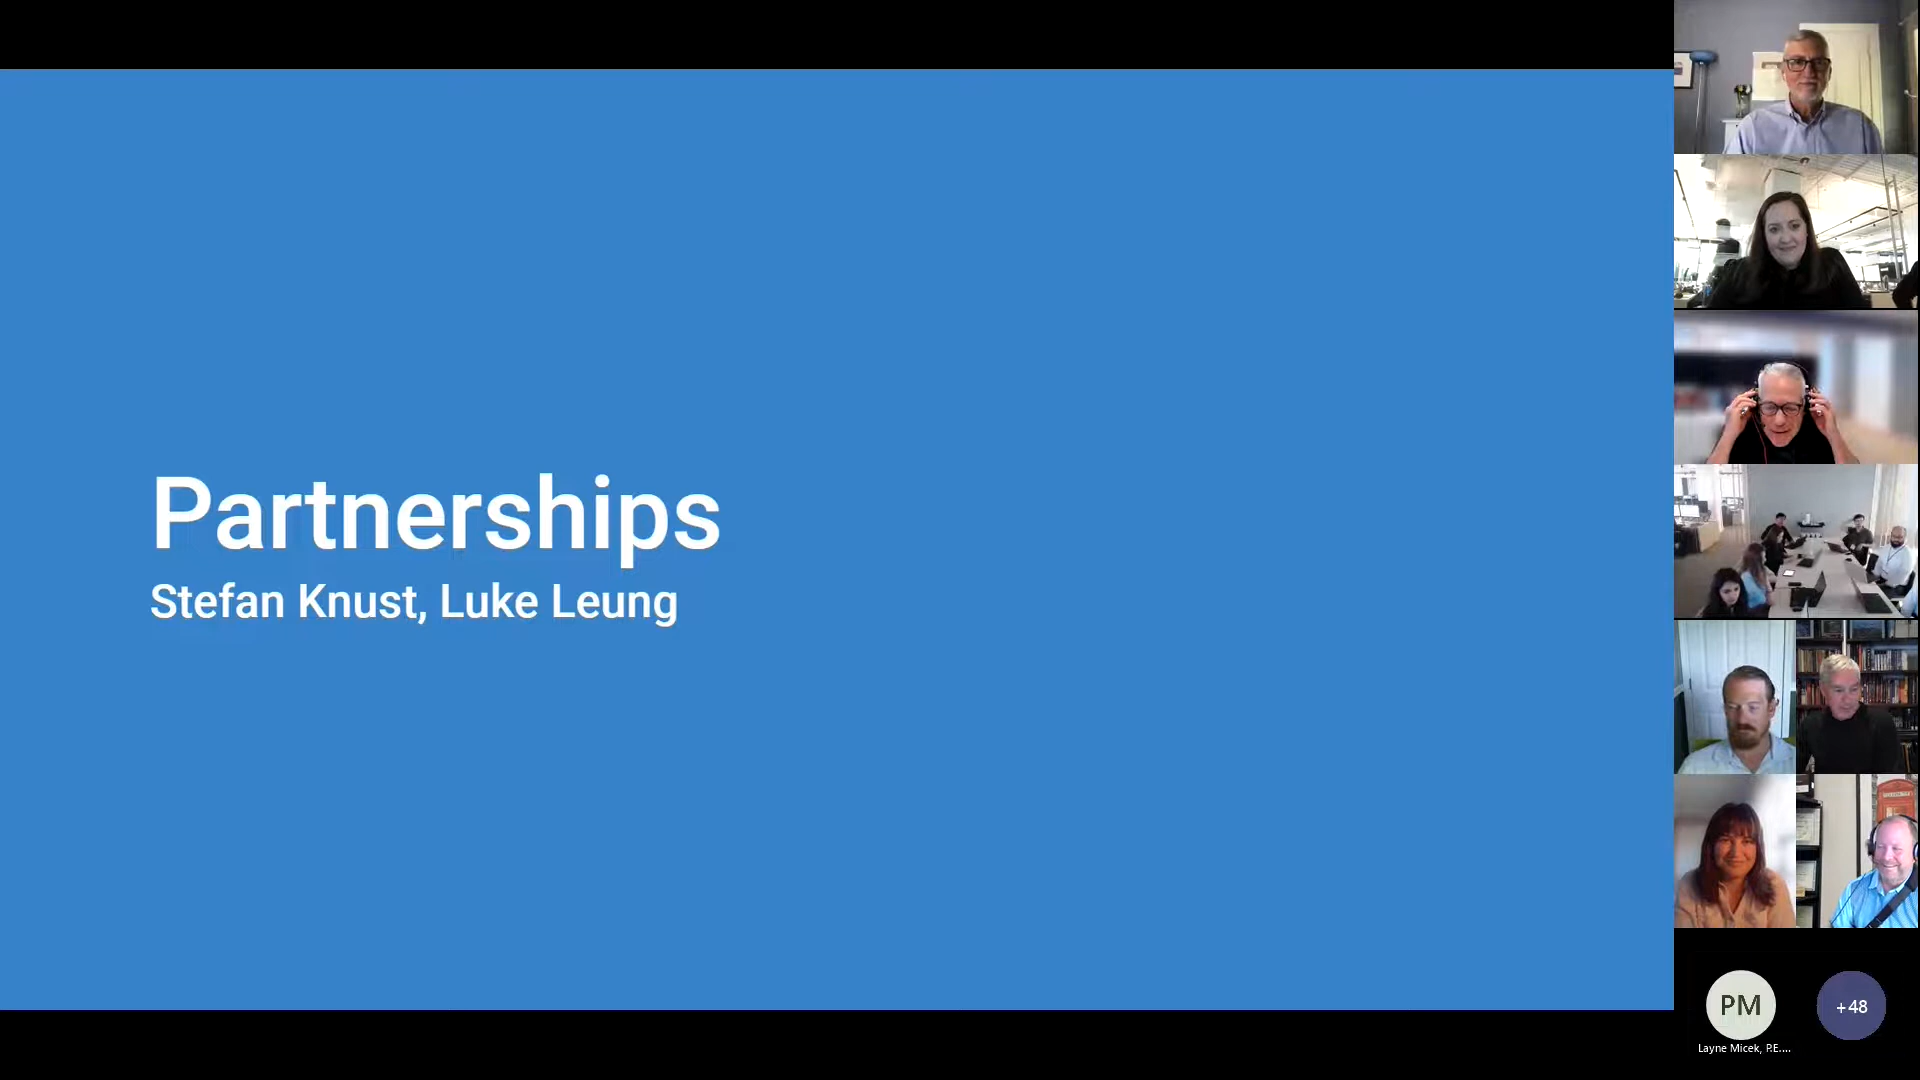 Partnerships
Stefan Knust, Luke Leung
PM
+48
Layne Micek, P.E....